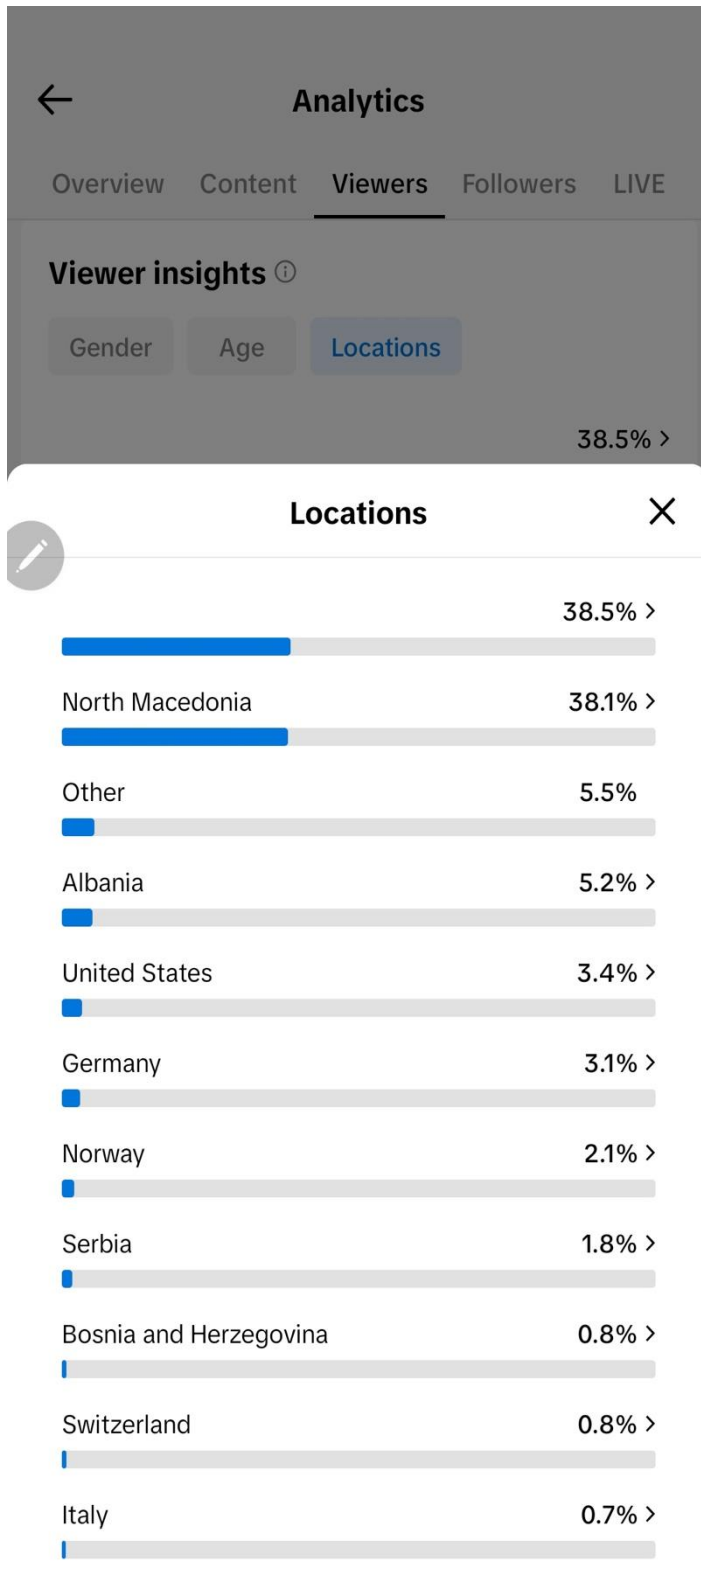 Analytics
Overview Content Viewers Followers LIVE
Viewer insights
Gender Age Locations
38.5% >
Locations
38.5% >
North Macedonia 38.1% >
Other 5.5%
Albania 5.2% >
United States 3.4% >
Germany 3.1% >
Norway 2.1% >
Serbia 1.8% >
Bosnia and Herzegovina 0.8% >
Switzerland 0.8% >
Italy 0.7% >